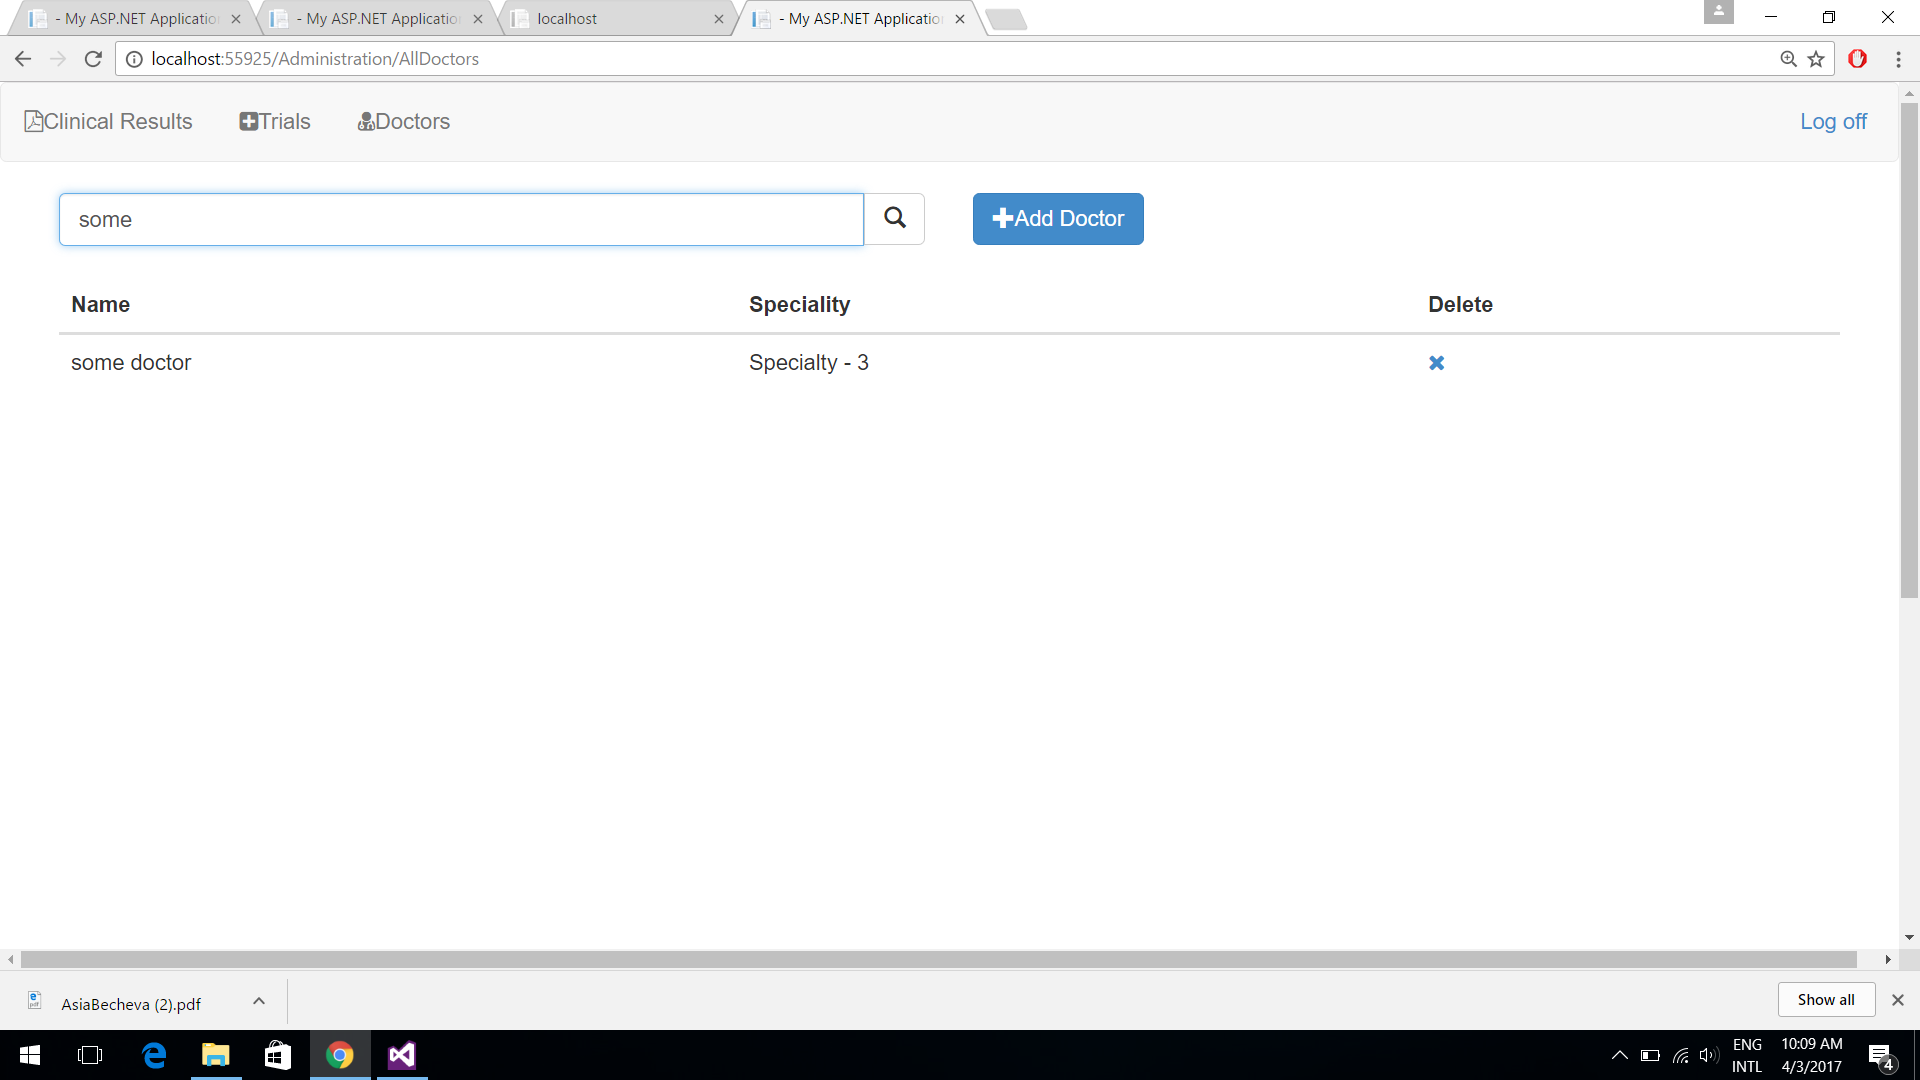 - My ASP.NET Applicatio
- My ASP.NET Applicatio
localhost
- My ASP.NET Applicatio
localhost:55925/Administration/AllDoctors
Clinical Results
Trials
Doctors
Log off
some
Add Doctor
Name Speciality Delete
some doctor Specialty - 3
AsiaBecheva (2).pdf
Show all
ENG
INTL
10:09 AM
4/3/2017
4